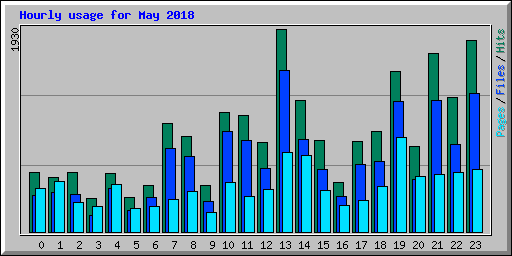 Hourly usage for May 2018
1930
Pages/Files/Hits
0 1 2 3 4 5 6 7 8 9 10 11 12 13 14 15 16 17 18 19 20 21 22 23